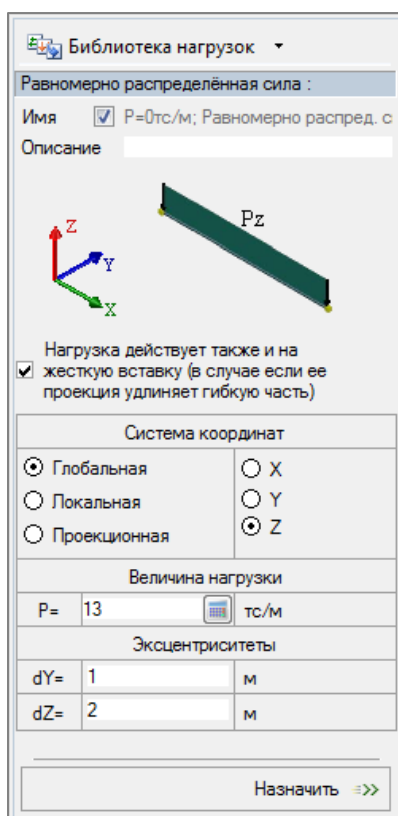 Библиотека нагрузок
Равномерно распределённая сила :
Имя P=0тс/м; Равномерно распред. с
Описание
Z
Y
X
Pz
Нагрузка действует также и на
жесткую вставку (в случае если ее
проекция удлиняет гибкую часть)
Система координат
Глобальная X
Локальная Y
Проекционная Z
Величина нагрузки
P= 13 тс/м
Эксцентриситеты
dY= 1 м
dZ= 2 м
Назначить